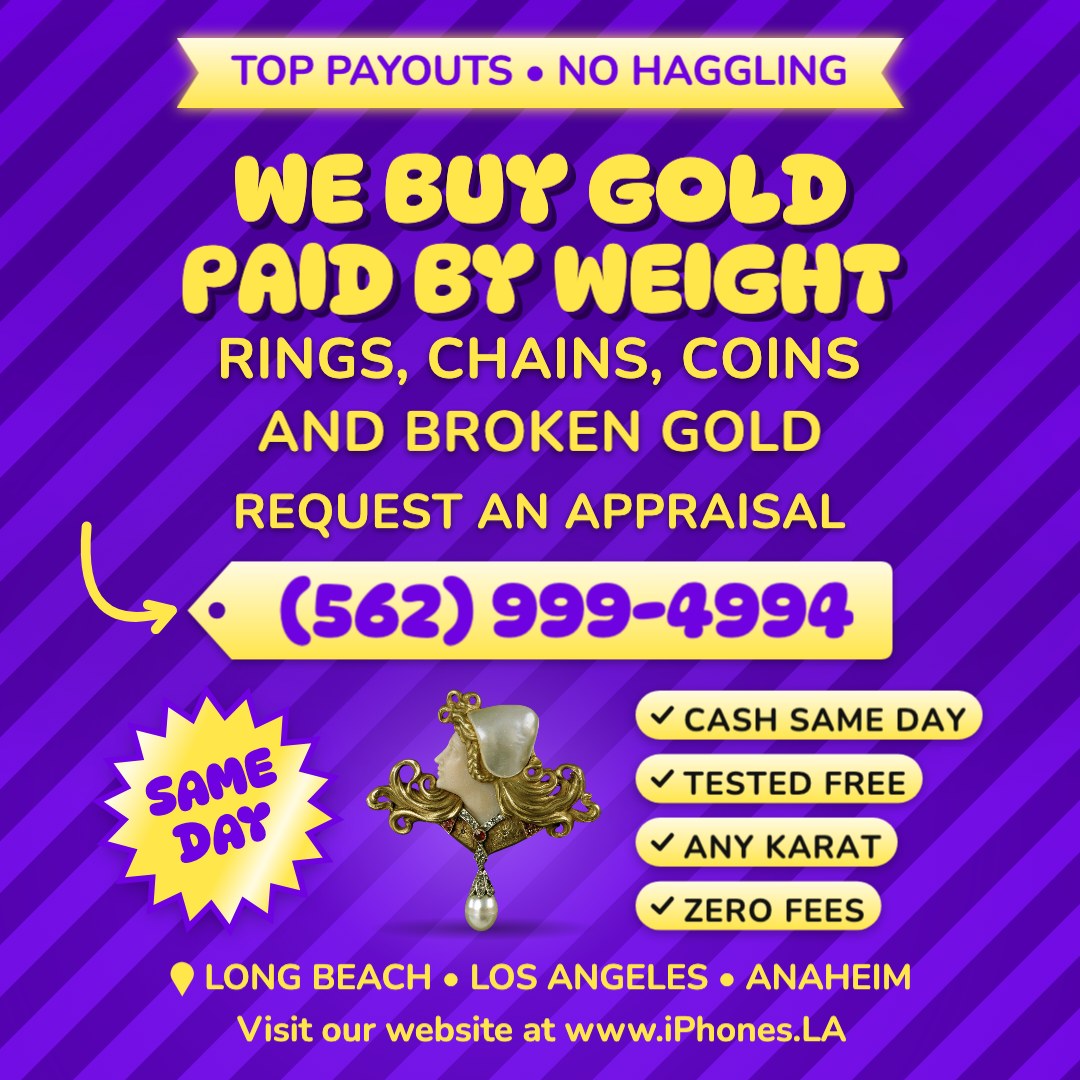 TOP PAYOUTS • NO HAGGLING
WE BUY GOLD
PAID BY WEIGHT
RINGS, CHAINS, COINS
AND BROKEN GOLD
REQUEST AN APPRAISAL
(562) 999-4994
SAME
DAY
✓ CASH SAME DAY
✓ TESTED FREE
✓ ANY KARAT
✓ ZERO FEES
LONG BEACH • LOS ANGELES • ANAHEIM
Visit our website at www.iPhones.LA